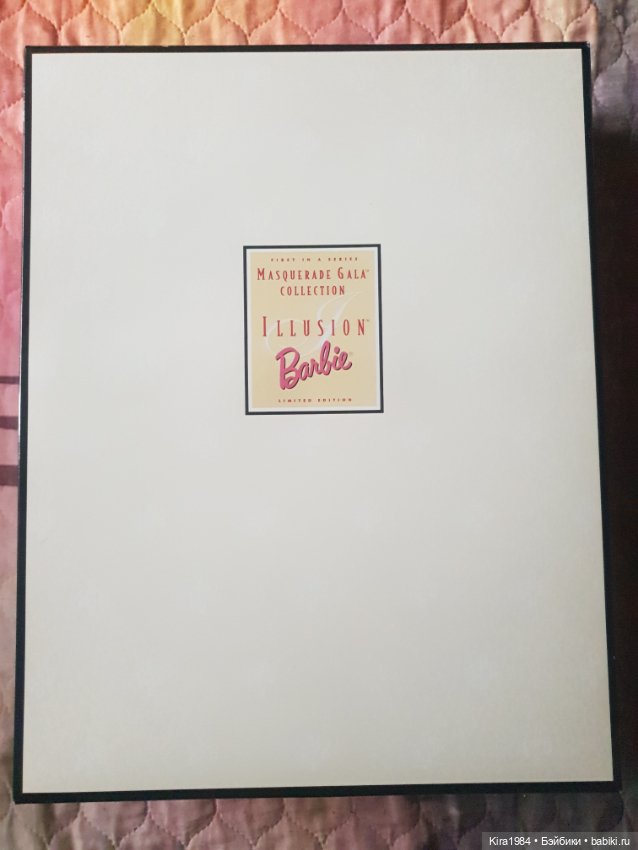 FIRST IN A SERIES
MASQUERADE GALA™
COLLECTION
ILLUSION™
Barbie®
LIMITED EDITION
Kira1984 • Бэйбики • babiki.ru